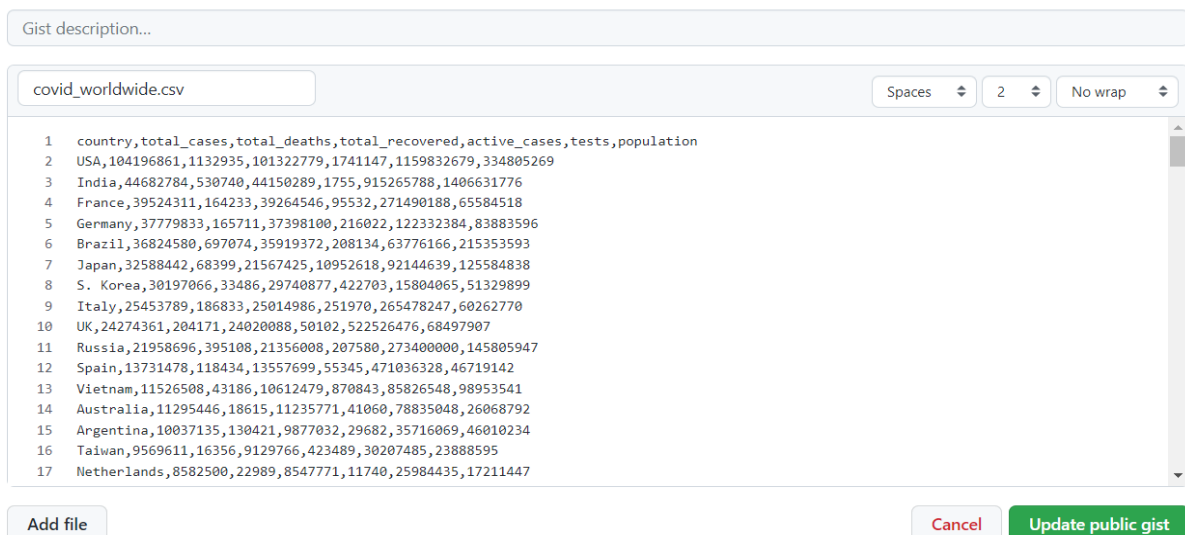 Gist description...
covid_worldwide.csv
Spaces 2 No wrap
1 country,total_cases,total_deaths,total_recovered,active_cases,tests,population
2 USA,104196861,1132935,101322779,1741147,1159832679,334805269
3 India,44682784,530740,44150289,1755,915265788,1406631776
4 France,39524311,164233,39264546,95532,271490188,65584518
5 Germany,37779833,165711,37398100,216022,122332384,83883596
6 Brazil,36824580,697074,35919372,208134,63776166,215353593
7 Japan,32588442,68399,21567425,10952618,92144639,125584838
8 S. Korea,30197066,33486,29740877,422703,15804065,51329899
9 Italy,25453789,186833,25014986,251970,265478247,60262770
10 UK,24274361,204171,24020088,50102,522526476,68497907
11 Russia,21958696,395108,21356008,207580,273400000,145805947
12 Spain,13731478,118434,13557699,55345,471036328,46719142
13 Vietnam,11526508,43186,10612479,870843,85826548,98953541
14 Australia,11295446,18615,11235771,41060,78835048,26068792
15 Argentina,10037135,130421,9877032,29682,35716069,46010234
16 Taiwan,9569611,16356,9129766,423489,30207485,23888595
17 Netherlands,8582500,22989,8547771,11740,25984435,17211447
Add file Cancel Update public gist